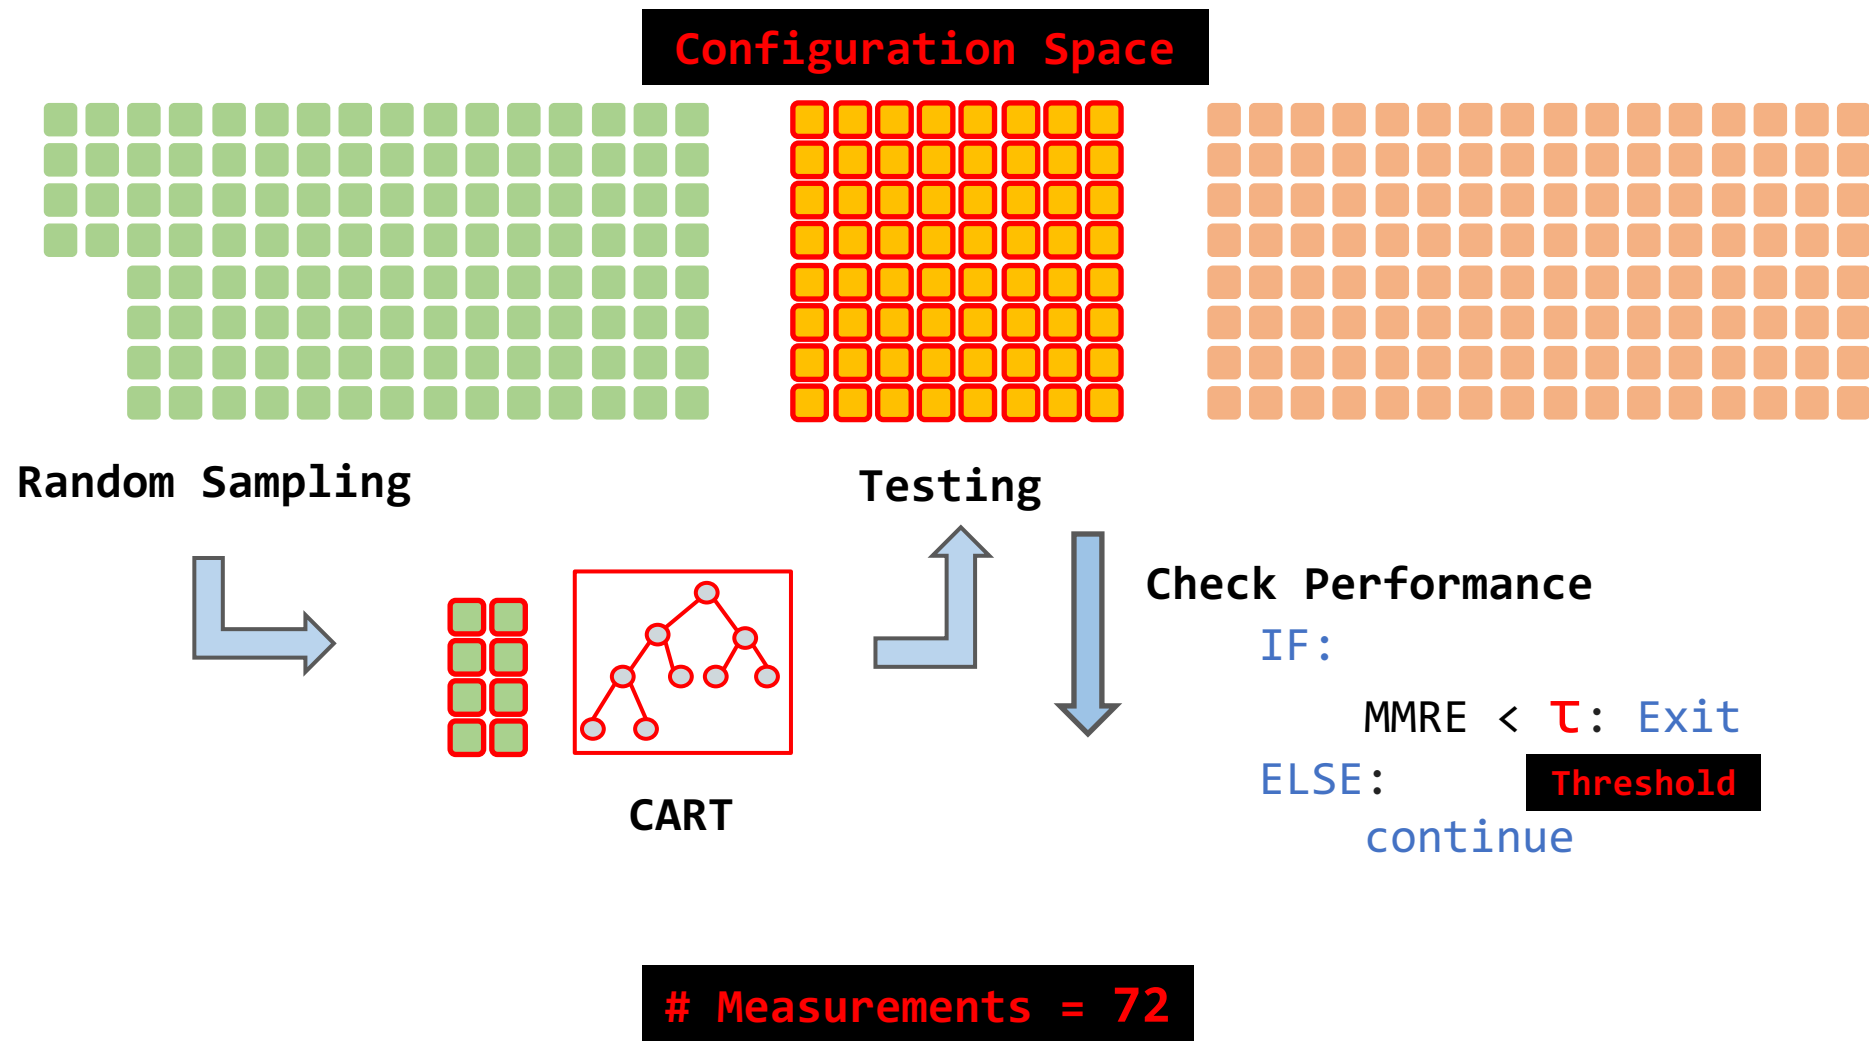 Configuration Space
Random Sampling
Testing
Check Performance
IF:
MMRE < τ: Exit
ELSE:
Threshold
continue
CART
# Measurements = 72